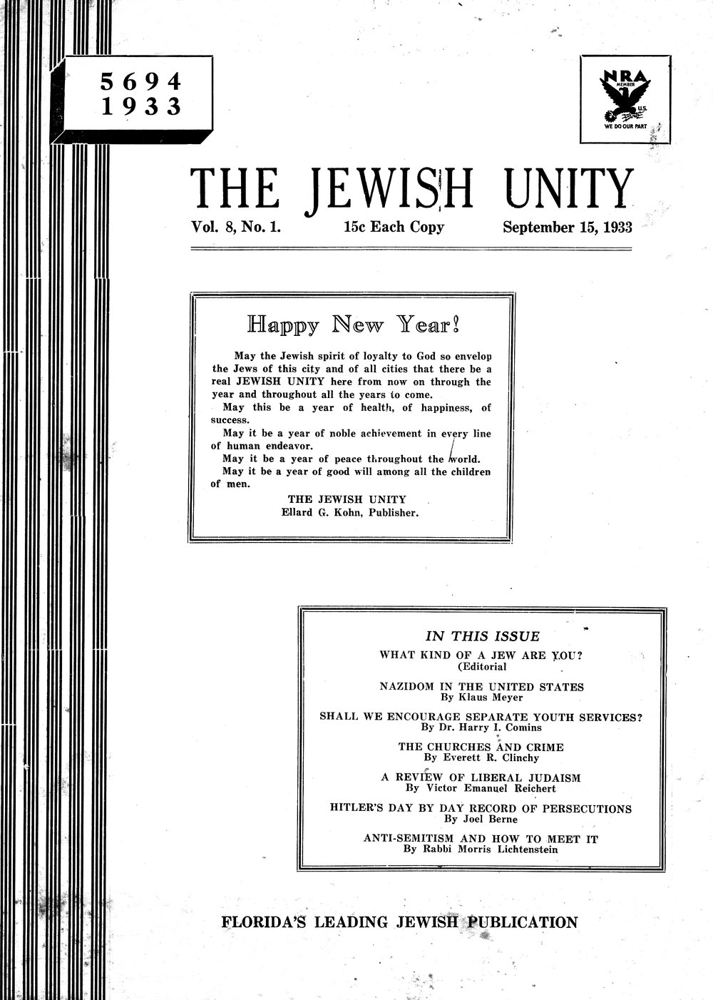 5694
1933
NRA
MEMBER
U.S.
WE DO OUR PART
THE JEWISH UNITY
Vol. 8, No. 1. 15c Each Copy September 15, 1933
Happy New Year!
May the Jewish spirit of loyalty to God so envelop
the Jews of this city and of all cities that there be a
real JEWISH UNITY here from now on through the
year and throughout all the years to come.
May this be a year of health, of happiness, of
success.
May it be a year of noble achievement in every line
of human endeavor.
May it be a year of peace throughout the world.
May it be a year of good will among all the children
of men.
THE JEWISH UNITY
Ellard G. Kohn, Publisher.
IN THIS ISSUE
WHAT KIND OF A JEW ARE YOU?
(Editorial
NAZIDOM IN THE UNITED STATES
By Klaus Meyer
SHALL WE ENCOURAGE SEPARATE YOUTH SERVICES?
By Dr. Harry I. Comins
THE CHURCHES AND CRIME
By Everett R. Clinchy
A REVIEW OF LIBERAL JUDAISM
By Victor Emanuel Reichert
HITLER'S DAY BY DAY RECORD OF PERSECUTIONS
By Joel Berne
ANTI-SEMITISM AND HOW TO MEET IT
By Rabbi Morris Lichtenstein
FLORIDA'S LEADING JEWISH PUBLICATION